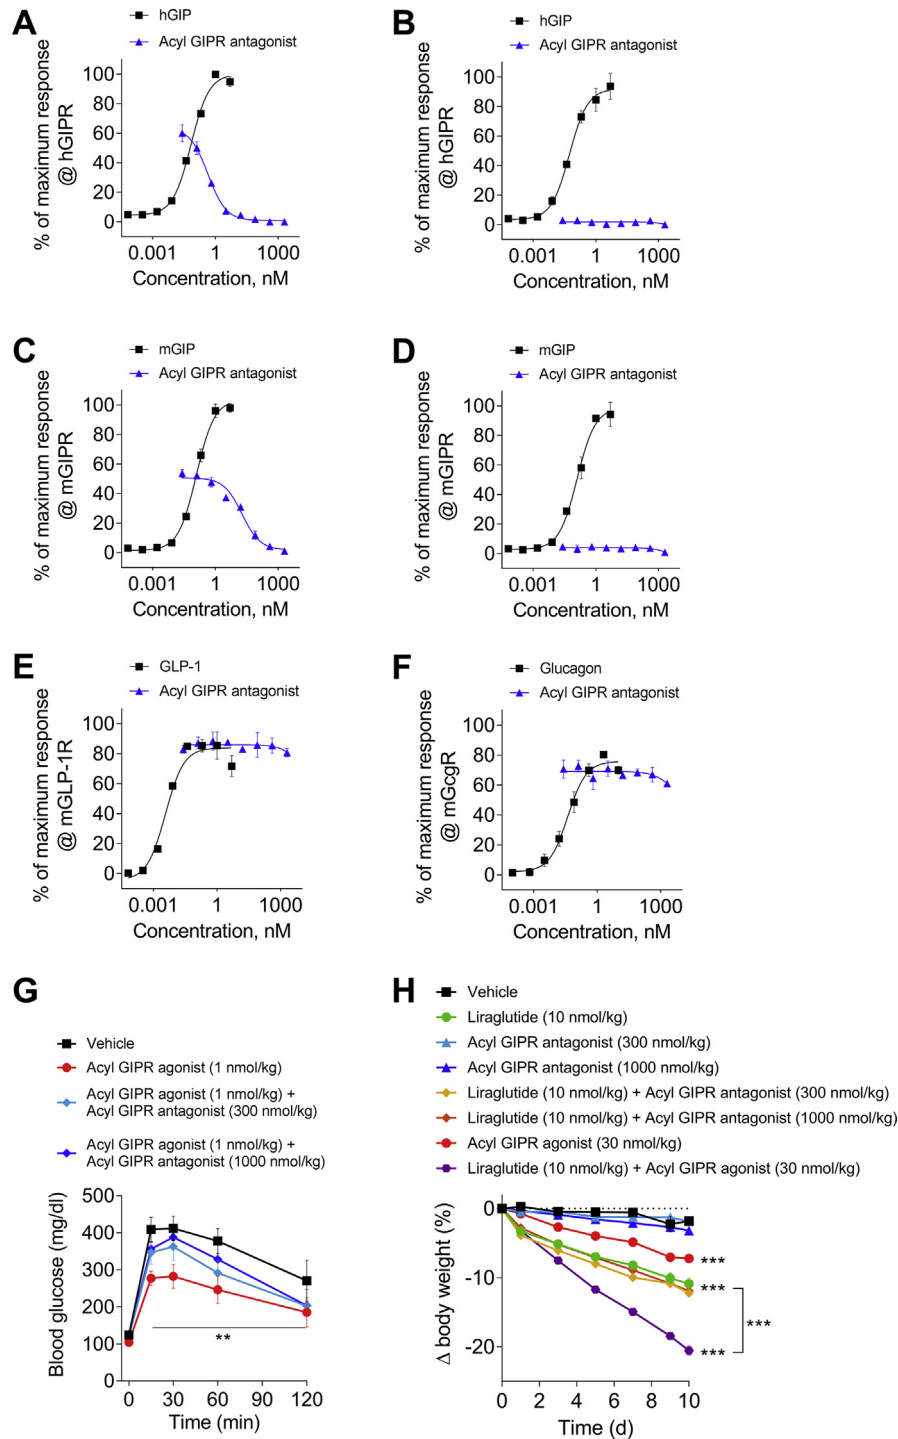 A
hGIP
Acyl GIPR antagonist
% of maximum response
@ hGIPR
100
80
60
40
20
0
0.001 1 1000
Concentration, nM
B
hGIP
Acyl GIPR antagonist
% of maximum response
@ hGIPR
100
80
60
40
20
0
0.001 1 1000
Concentration, nM
C
mGIP
Acyl GIPR antagonist
% of maximum response
@ mGIPR
100
80
60
40
20
0
0.001 1 1000
Concentration, nM
D
mGIP
Acyl GIPR antagonist
% of maximum response
@ mGIPR
100
80
60
40
20
0
0.001 1 1000
Concentration, nM
E
GLP-1
Acyl GIPR antagonist
% of maximum response
@ mGLP-1R
100
80
60
40
20
0
0.001 1 1000
Concentration, nM
F
Glucagon
Acyl GIPR antagonist
% of maximum response
@ mGcgR
100
80
60
40
20
0
0.001 1 1000
Concentration, nM
G
Vehicle
Acyl GIPR agonist (1 nmol/kg)
Acyl GIPR agonist (1 nmol/kg) +
Acyl GIPR antagonist (300 nmol/kg)
Acyl GIPR agonist (1 nmol/kg) +
Acyl GIPR antagonist (1000 nmol/kg)
Blood glucose (mg/dl)
500
400
300
200
100
0
**
0 30 60 90 120
Time (min)
H
Vehicle
Liraglutide (10 nmol/kg)
Acyl GIPR antagonist (300 nmol/kg)
Acyl GIPR antagonist (1000 nmol/kg)
Liraglutide (10 nmol/kg) + Acyl GIPR antagonist (300 nmol/kg)
Liraglutide (10 nmol/kg) + Acyl GIPR antagonist (1000 nmol/kg)
Acyl GIPR agonist (30 nmol/kg)
Liraglutide (10 nmol/kg) + Acyl GIPR agonist (30 nmol/kg)
Δ body weight (%)
0
-10
-20
***
***
***
***
0 2 4 6 8 10
Time (d)